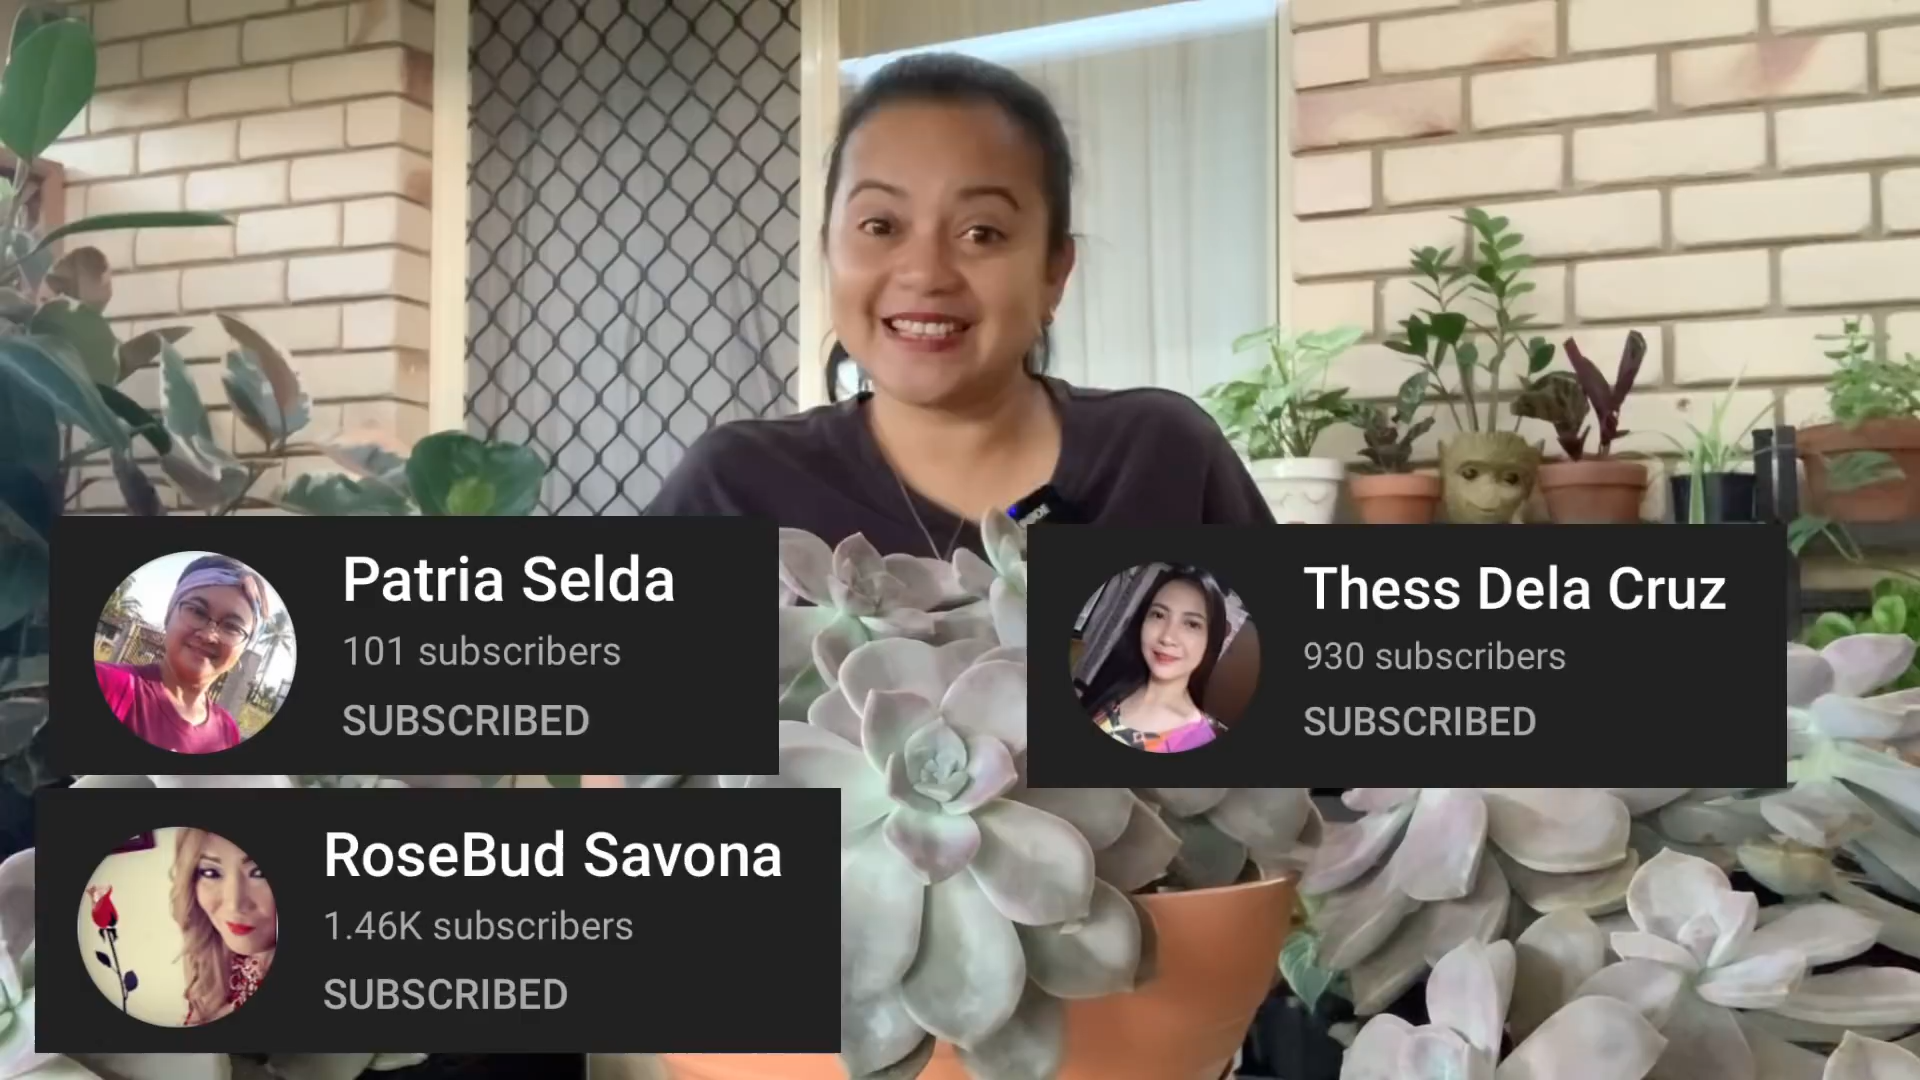 Patria Selda
101 subscribers
SUBSCRIBED
Thess Dela Cruz
930 subscribers
SUBSCRIBED
RoseBud Savona
1.46K subscribers
SUBSCRIBED